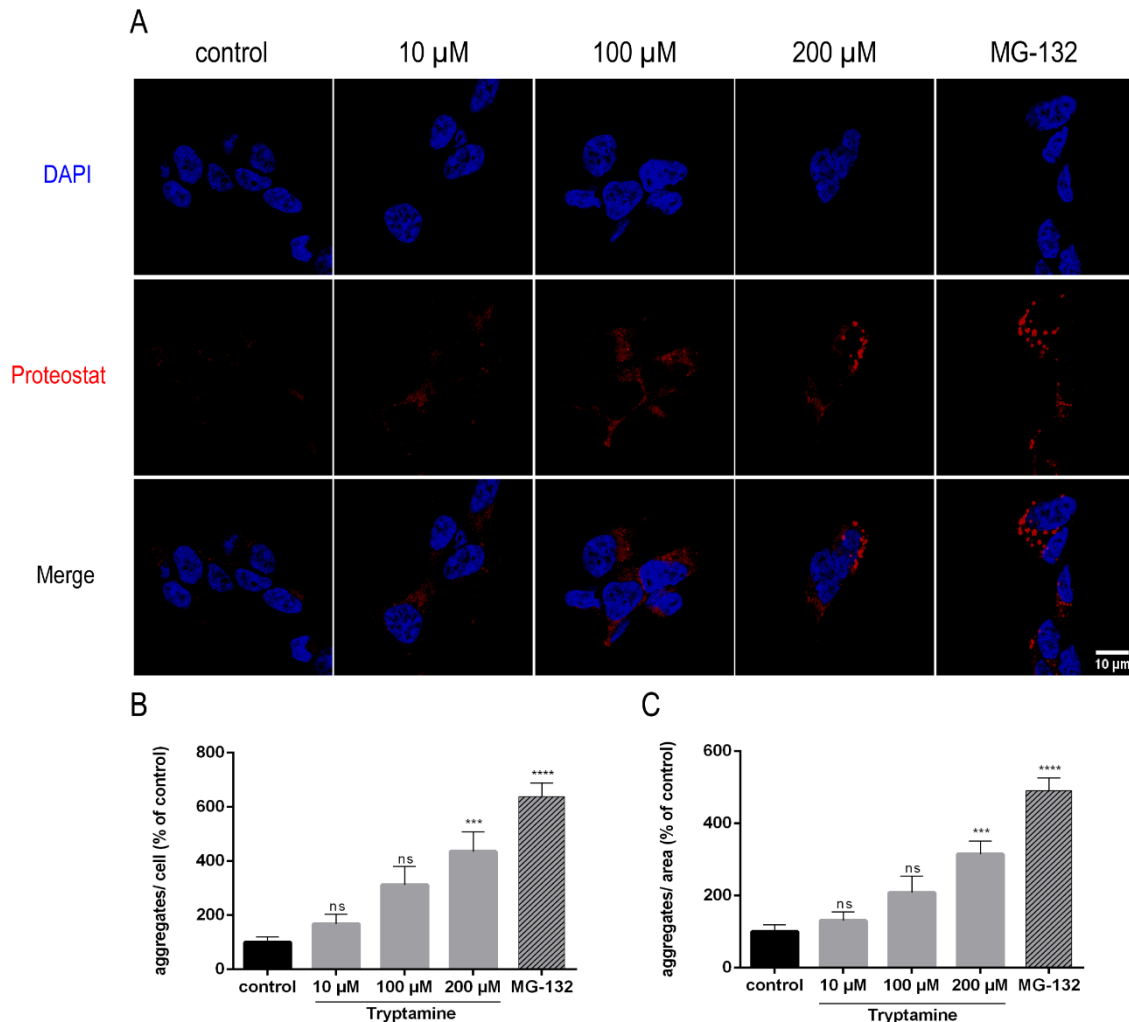 A
control 10 µM 100 µM 200 µM MG-132
DAPI
Proteostat
Merge
10 µm
B
aggregates/ cell (% of control)
800
600
400
200
0
ns
ns
***
****
control 10 µM 100 µM 200 µM MG-132
Tryptamine
C
aggregates/ area (% of control)
600
400
200
0
ns
ns
***
****
control 10 µM 100 µM 200 µM MG-132
Tryptamine